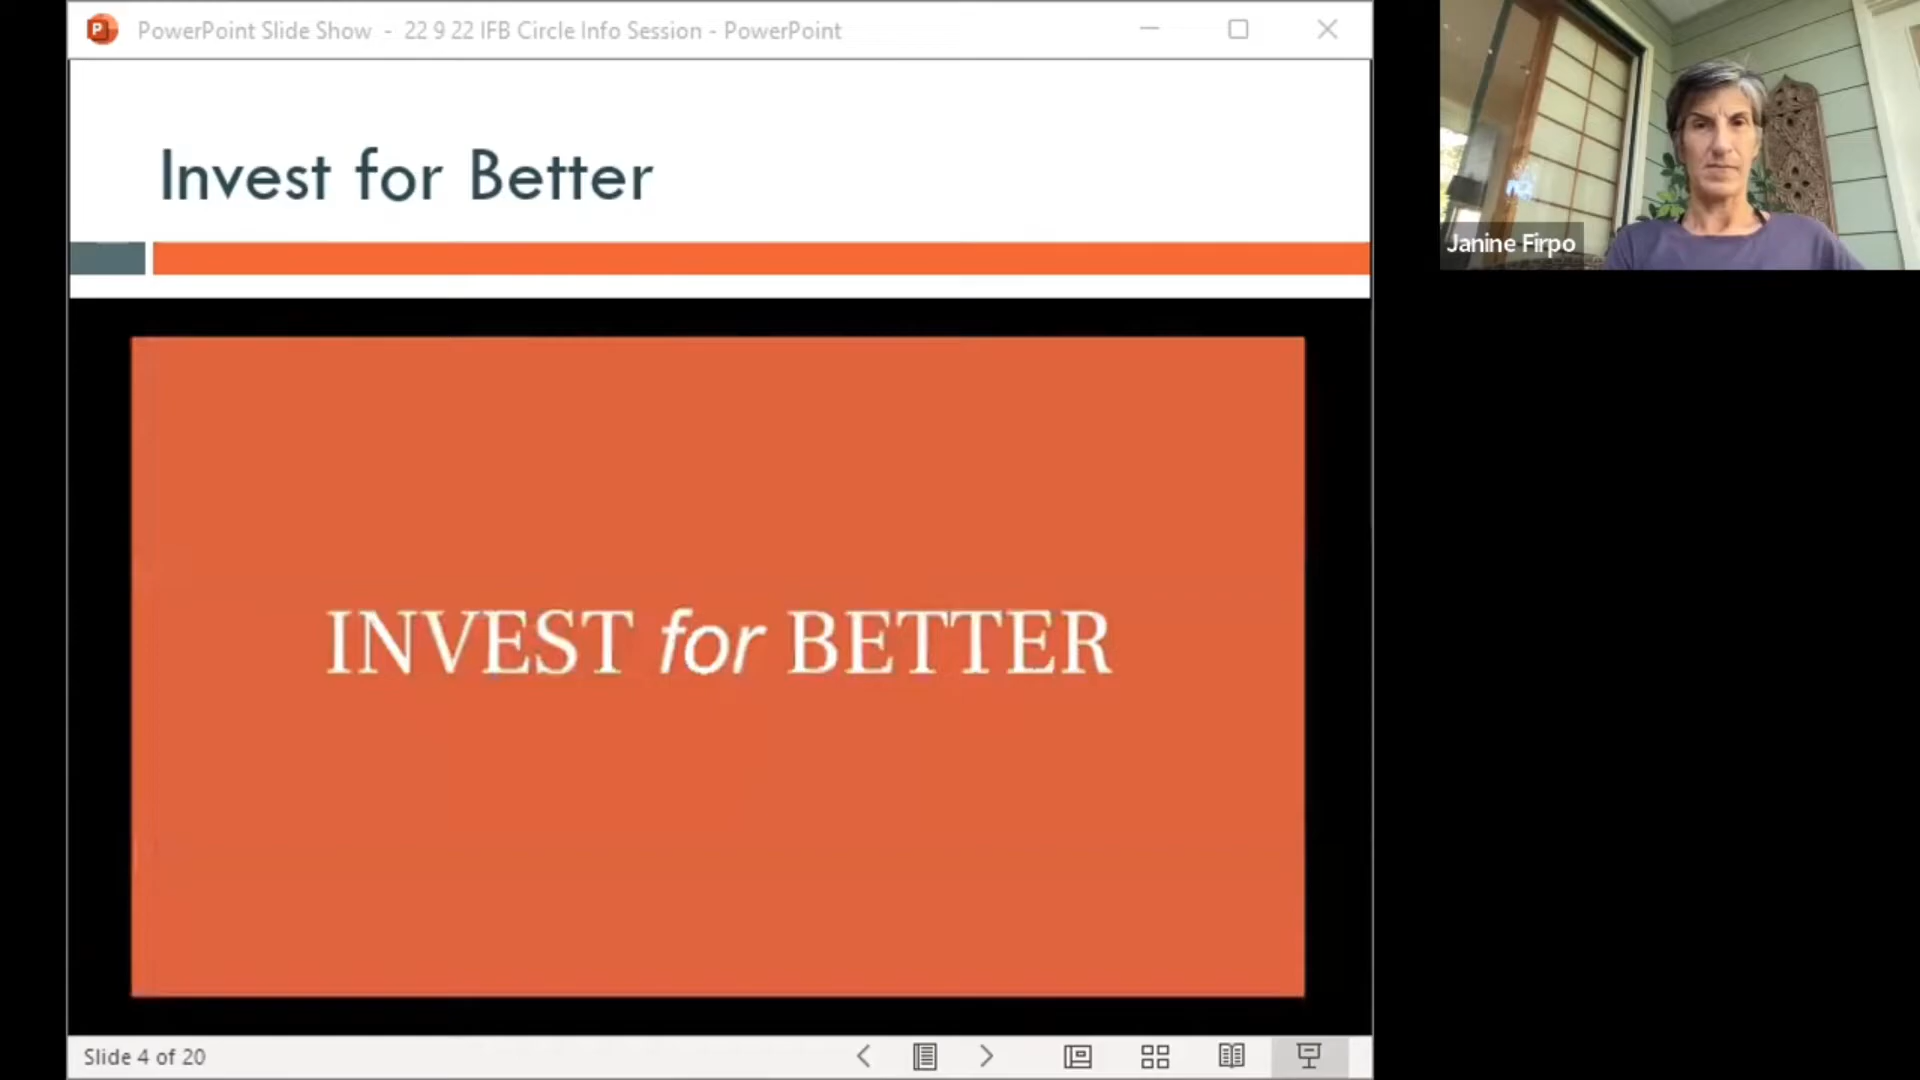 PowerPoint Slide Show - 22 9 22 IFB Circle Info Session - PowerPoint
Invest for Better
INVEST for BETTER
Slide 4 of 20
Janine Firpo